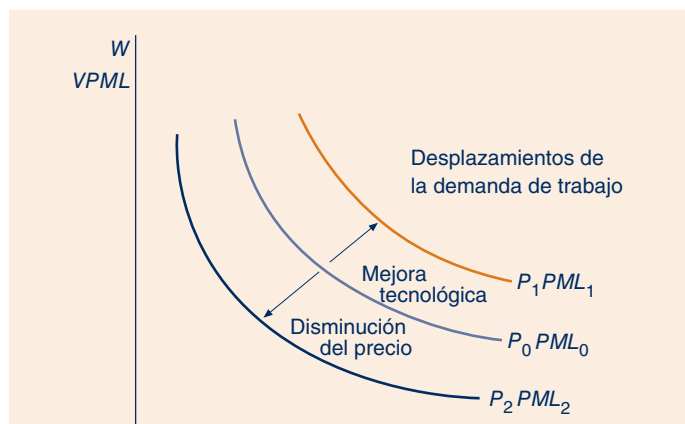 W
VPML
Desplazamientos de
la demanda de trabajo
Mejora
tecnológica
P1PML1
Disminución
del precio
P0PML0
P2PML2